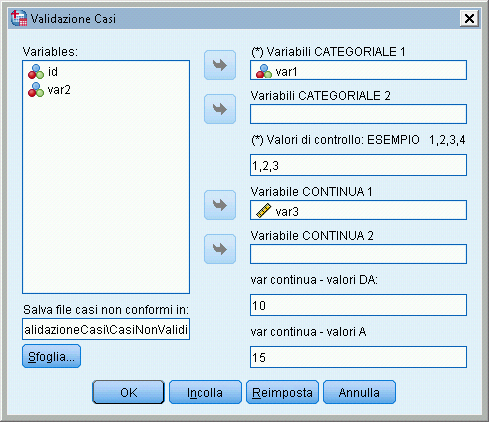 Validazione Casi
Variables:
id
var2
(*) Variabili CATEGORIALE 1
var1
Variabili CATEGORIALE 2
(*) Valori di controllo: ESEMPIO 1,2,3,4
1,2,3
Variabile CONTINUA 1
var3
Variabile CONTINUA 2
var continua - valori DA:
10
var continua - valori A
15
Salva file casi non conformi in:
alidazioneCasi\CasiNonValidi
Sfoglia...
OK
Incolla
Reimposta
Annulla